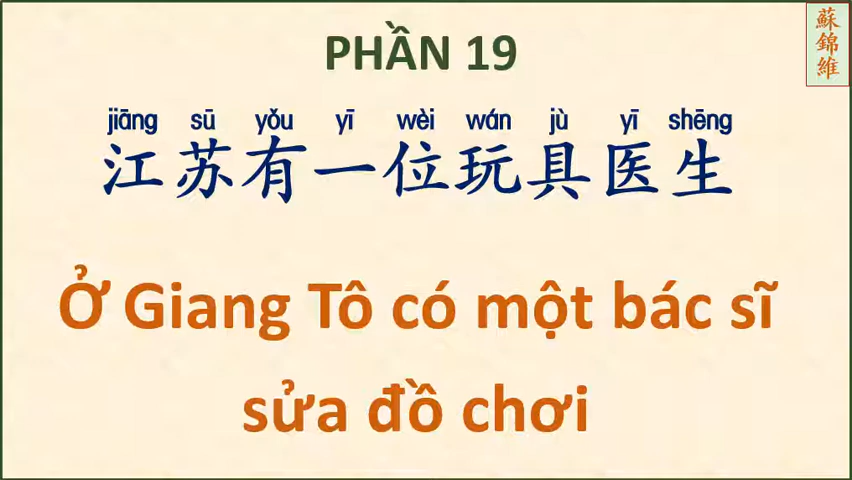 PHẦN 19
jiāng sū yǒu yī wèi wán jù yī shēng
江苏有一位玩具医生
Ở Giang Tô có một bác sĩ
sửa đồ chơi
蘇錦維